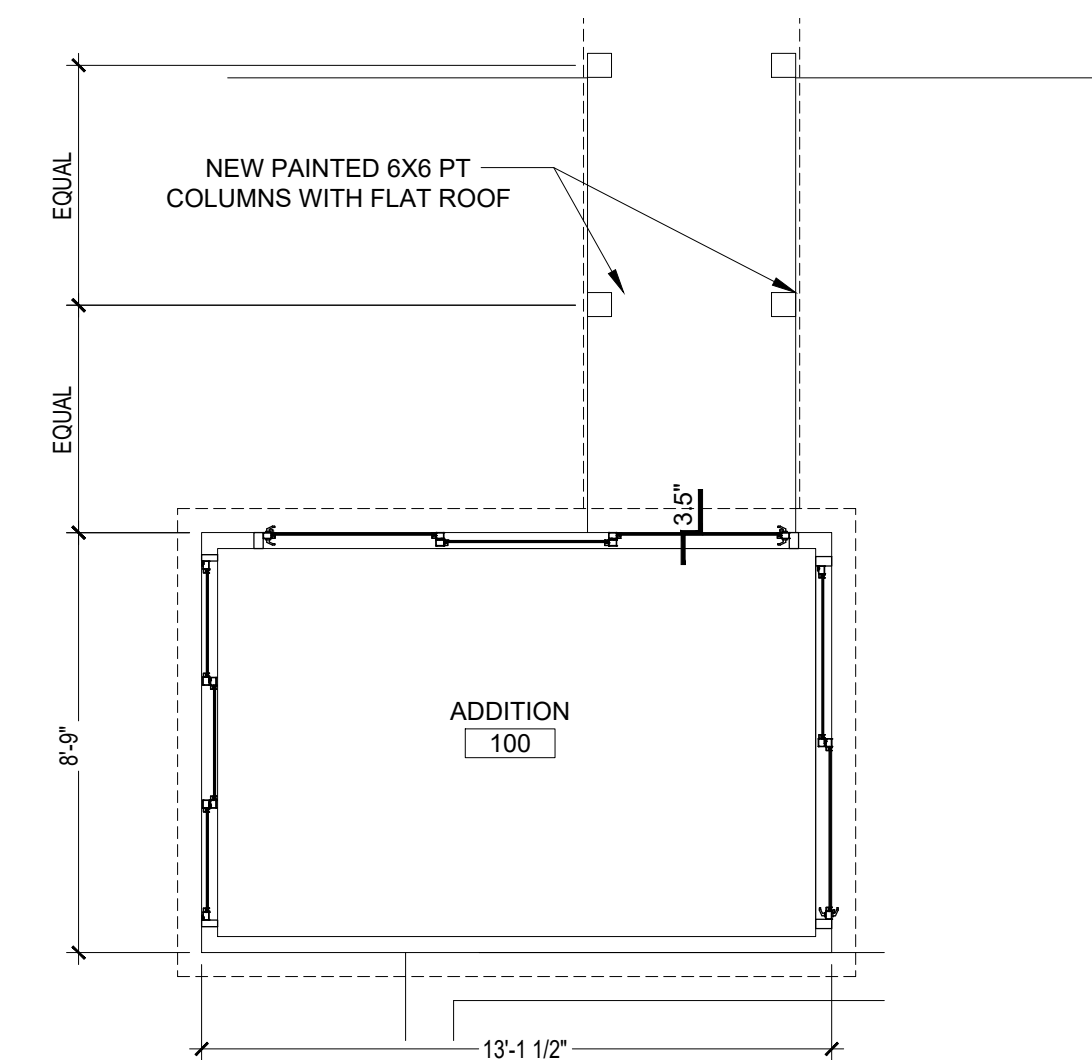 EQUAL
NEW PAINTED 6X6 PT
COLUMNS WITH FLAT ROOF
EQUAL
3.5"
ADDITION
100
8'-9"
13'-1 1/2"